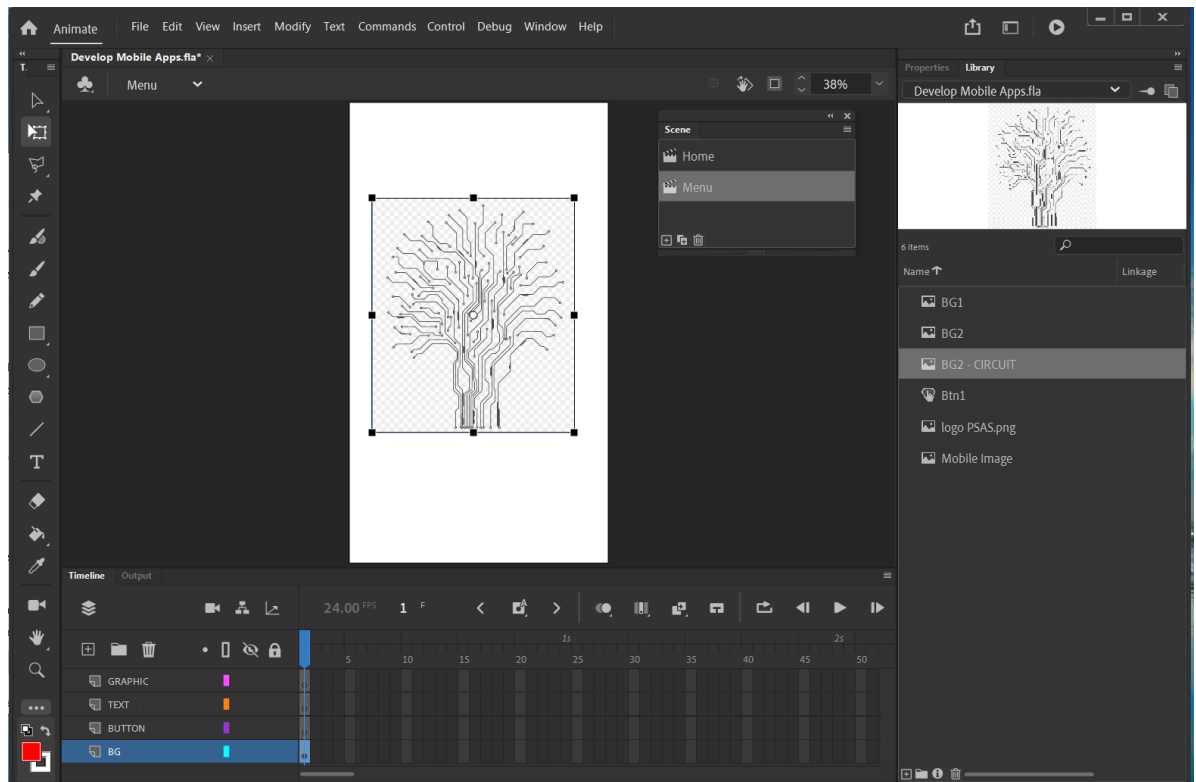 Animate File Edit View Insert Modify Text Commands Control Debug Window Help
Develop Mobile Apps.fla*
T.
Menu
38%
Scene
Home
Menu
Properties Library
Develop Mobile Apps.fla
6 items
Name Linkage
BG1
BG2
BG2 - CIRCUIT
Btn1
logo PSAS.png
Mobile Image
Timeline Output
24.00 FPS 1 F
1s 2s
5 10 15 20 25 30 35 40 45 50
GRAPHIC
TEXT
BUTTON
BG